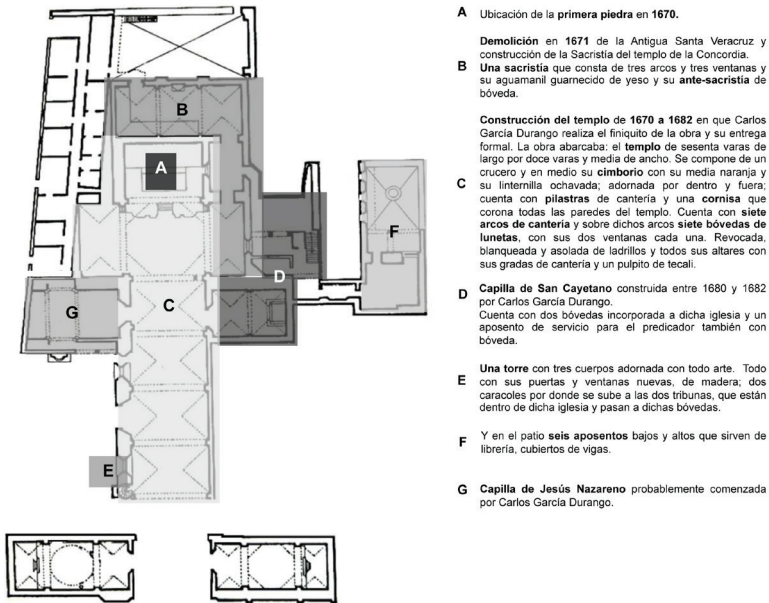 A Ubicación de la primera piedra en 1670.
Demolición en 1671 de la Antigua Santa Veracruz y
construcción de la Sacristía del templo de la Concordia.
B Una sacristía que consta de tres arcos y tres ventanas y
su aguamanil guarnecido de yeso y su ante-sacristía de
bóveda.
Construcción del templo de 1670 a 1682 en que Carlos
García Durango realiza el finiquito de la obra y su entrega
formal. La obra abarcaba: el templo de sesenta varas de
largo por doce varas y media de ancho. Se compone de un
crucero y en medio su cimborio con su media naranja y
C su linternilla ochavada; adornada por dentro y fuera;
cuenta con pilastras de cantería y una cornisa que
corona todas las paredes del templo. Cuenta con siete
arcos de cantería y sobre dichos arcos siete bóvedas de
lunetas, con sus dos ventanas cada una. Revocada,
blanqueada y asolada de ladrillos y todos sus altares con
sus gradas de cantería y un pulpito de tecali.
D Capilla de San Cayetano construida entre 1680 y 1682
por Carlos García Durango.
Cuenta con dos bóvedas incorporada a dicha iglesia y un
aposento de servicio para el predicador también con
bóveda.
Una torre con tres cuerpos adornada con todo arte. Todo
E con sus puertas y ventanas nuevas, de madera; dos
caracoles por donde se sube a las dos tribunas, que están
dentro de dicha iglesia y pasan a dichas bóvedas.
F Y en el patio seis aposentos bajos y altos que sirven de
librería, cubiertos de vigas.
G Capilla de Jesús Nazareno probablemente comenzada
por Carlos García Durango.
B
A
F
D
G
C
E